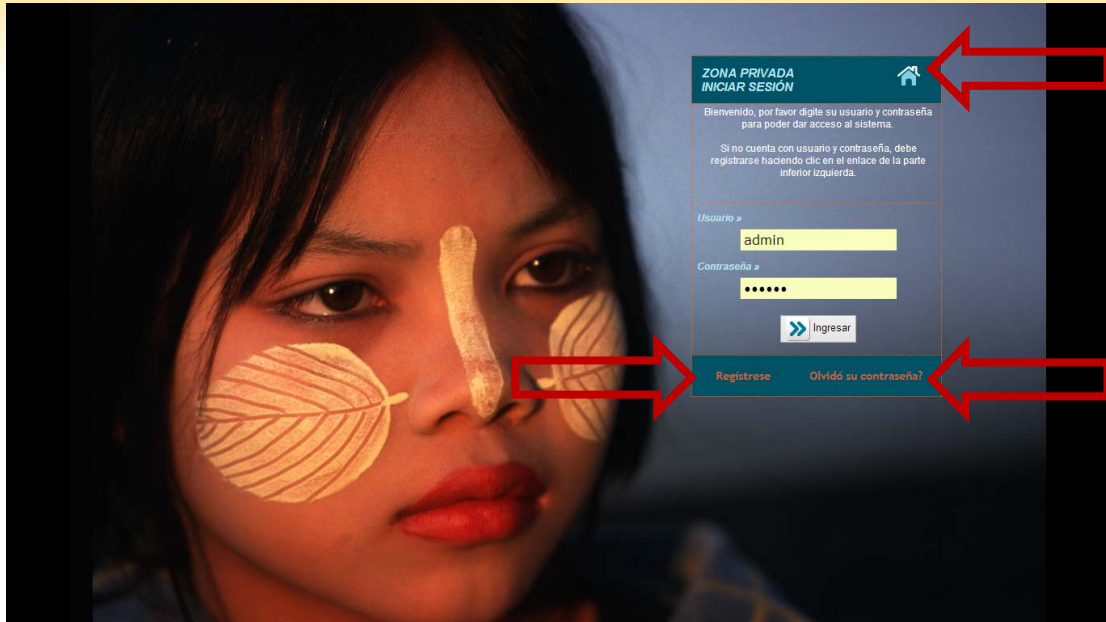 ZONA PRIVADA
INICIAR SESIÓN
Bienvenido, por favor digite su usuario y contraseña
para poder dar acceso al sistema.
Si no cuenta con usuario y contraseña, debe
registrarse haciendo clic en el enlace de la parte
inferior izquierda.
Usuario »
admin
Contraseña »
••••••
Ingresar
Regístrese Olvidó su contraseña?